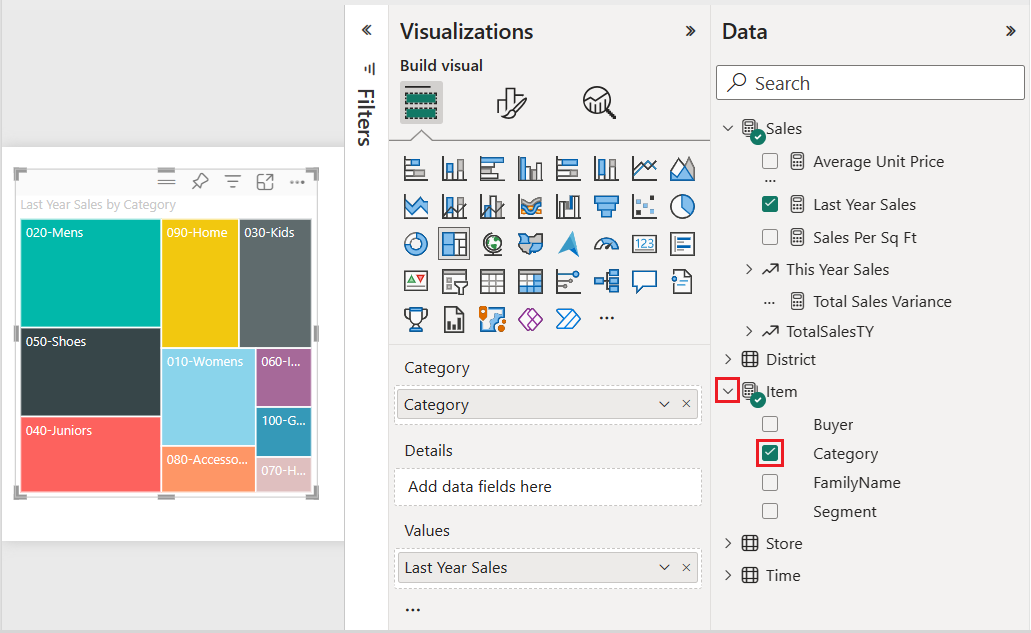 Last Year Sales by Category
020-Mens
090-Home
030-Kids
050-Shoes
010-Womens
060-I...
100-G...
040-Juniors
080-Accesso...
070-H...
Filters
Visualizations
Build visual
123
Category
Category
Details
Add data fields here
Values
Last Year Sales
...
Data
Search
Sales
Average Unit Price
...
Last Year Sales
Sales Per Sq Ft
This Year Sales
... Total Sales Variance
TotalSalesTY
District
Item
Buyer
Category
FamilyName
Segment
Store
Time